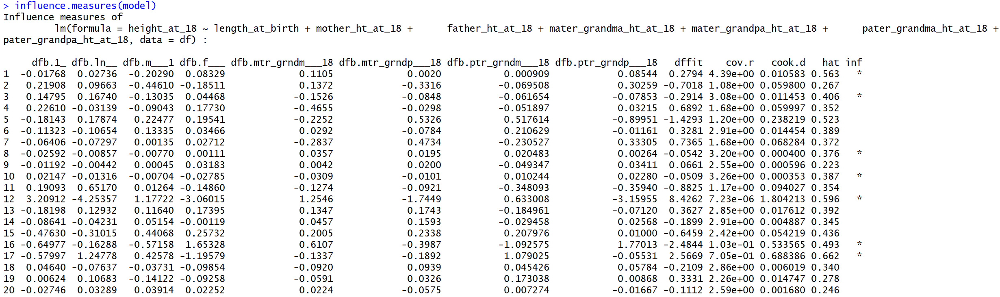 > influence.measures(model)
Influence measures of
         lm(formula = height_at_18 ~ length_at_birth + mother_ht_at_18 +      father_ht_at_18 + mater_grandma_ht_at_18 + mater_grandpa_ht_at_18 +      pater_grandma_ht_at_18 +
pater_grandpa_ht_at_18, data = df) :
     dfb.1_ dfb.ln__ dfb.m___1 dfb.f___ dfb.mtr_grndm___18 dfb.mtr_grndp___18 dfb.ptr_grndm___18 dfb.ptr_grndp___18   dffit    cov.r   cook.d   hat inf
1  -0.01768  0.02736  -0.20290  0.08329             0.1105             0.0020           0.000909            0.08544  0.2794 4.39e+00 0.010583 0.563   *
2   0.21908  0.09663  -0.44610 -0.18511             0.1372            -0.3316          -0.069508            0.30259 -0.7018 1.08e+00 0.059800 0.267
3   0.14795  0.16740  -0.13035  0.04468            -0.1526            -0.0848          -0.061654           -0.07853 -0.2914 3.08e+00 0.011453 0.406   *
4   0.22610 -0.03139  -0.09043  0.17730            -0.4655            -0.0298          -0.051897            0.03215  0.6892 1.68e+00 0.059997 0.352
5  -0.18143  0.17874   0.22477  0.19541            -0.2252             0.5326           0.517614           -0.89951 -1.4293 1.20e+00 0.238219 0.523
6  -0.11323 -0.10654   0.13335  0.03466             0.0292            -0.0784           0.210629           -0.01161  0.3281 2.91e+00 0.014454 0.389
7  -0.06406 -0.07297   0.00135  0.02712            -0.2837             0.4734          -0.230527            0.33305  0.7365 1.68e+00 0.068284 0.372
8  -0.02592 -0.00857  -0.00770  0.00111             0.0357             0.0195           0.020483            0.00264 -0.0542 3.20e+00 0.000400 0.376   *
9  -0.01192 -0.00442   0.00045  0.03183             0.0042             0.0200          -0.049347            0.03411  0.0661 2.55e+00 0.000596 0.223
10  0.02147 -0.01316  -0.00704 -0.02785            -0.0309            -0.0101           0.010244            0.02280 -0.0509 3.26e+00 0.000353 0.387   *
11  0.19093  0.65170   0.01264 -0.14860            -0.1274            -0.0921          -0.348093           -0.35940 -0.8825 1.17e+00 0.094027 0.354
12  3.20912 -4.25357   1.17722 -3.06015             1.2546            -1.7449           0.633008           -3.15955  8.4262 7.23e-06 1.804213 0.596   *
13 -0.18198  0.12932   0.11640  0.17395             0.1347             0.1743          -0.184961           -0.07120  0.3627 2.85e+00 0.017612 0.392
14 -0.08641 -0.04231   0.05154 -0.00119             0.0457             0.1593          -0.029458            0.02568 -0.1899 2.91e+00 0.004887 0.345
15 -0.47630 -0.31015   0.44068  0.25732             0.2005             0.2338           0.207976            0.01000 -0.6459 2.42e+00 0.054219 0.436
16 -0.64977 -0.16288  -0.57158  1.65328             0.6107            -0.3987          -1.092575            1.77013 -2.4844 1.03e-01 0.533565 0.493   *
17 -0.57997  1.24778   0.42578 -1.19579            -0.1337            -0.1892           1.079025           -0.05531  2.5669 7.05e-01 0.688386 0.662   *
18  0.04640 -0.07637  -0.03731 -0.09854            -0.0920             0.0939           0.045426            0.05784 -0.2109 2.86e+00 0.006019 0.340
19  0.00624  0.10683  -0.14122 -0.09258            -0.0591             0.0326           0.173038            0.00868  0.3331 2.26e+00 0.014747 0.278
20 -0.02746  0.03289   0.03914  0.02252             0.0224            -0.0575           0.007274           -0.01667 -0.1112 2.59e+00 0.001680 0.246